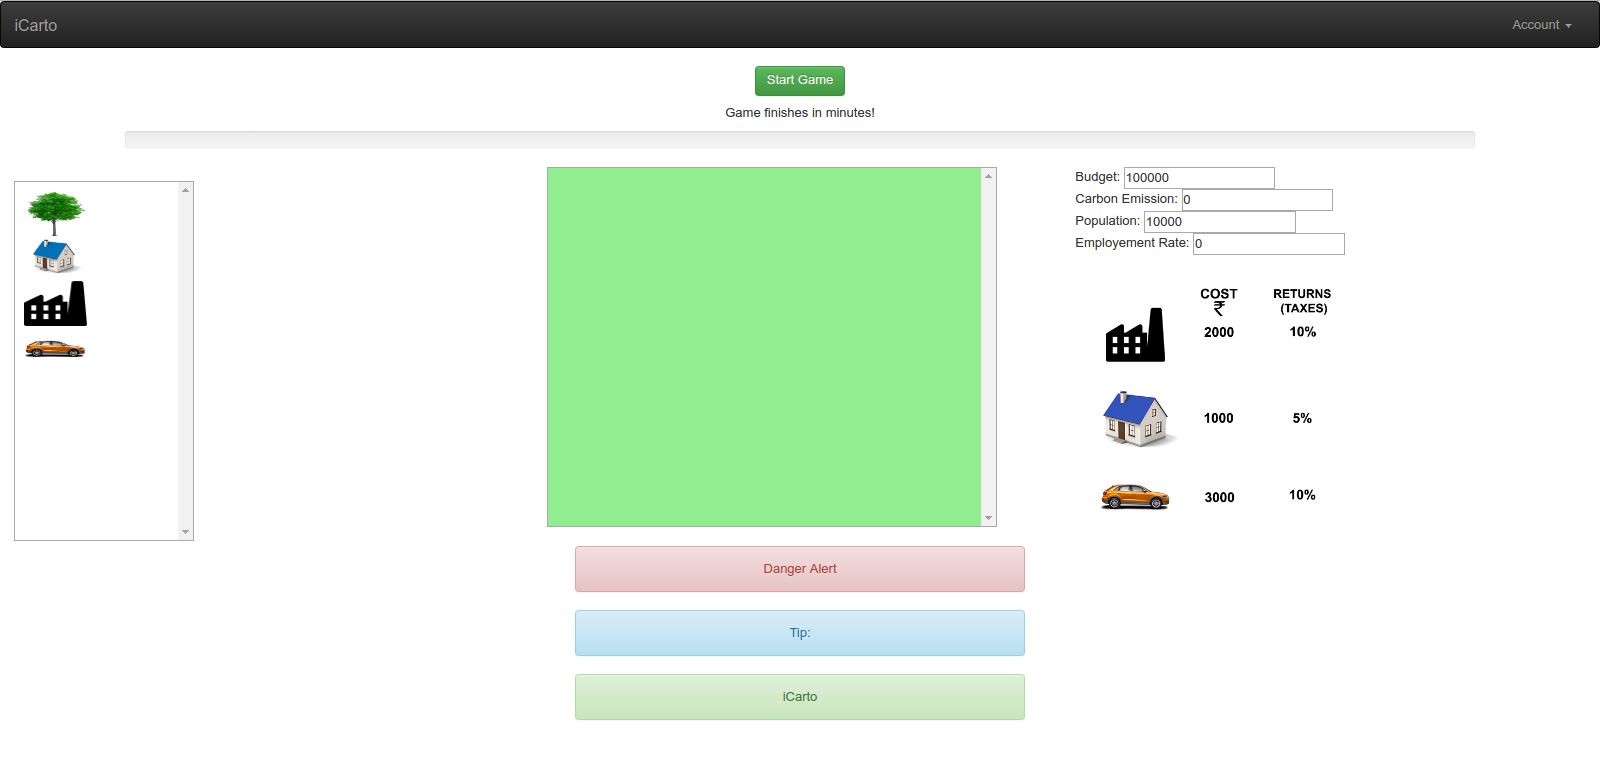 iCarto
Account
Start Game
Game finishes in minutes!
Budget: 100000
Carbon Emission: 0
Population: 10000
Employement Rate: 0
COST RETURNS
₹ (TAXES)
2000 10%
1000 5%
3000 10%
Danger Alert
Tip:
iCarto